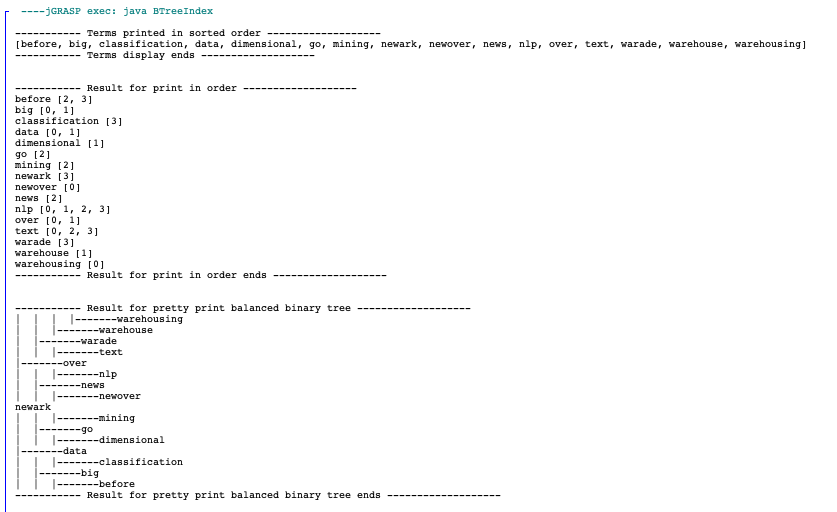 ----jGRASP exec: java BTreeIndex
----------- Terms printed in sorted order -------------------
[before, big, classification, data, dimensional, go, mining, newark, newover, news, nlp, over, text, warade, warehouse, warehousing]
----------- Terms display ends -------------------
----------- Result for print in order -------------------
before [2, 3]
big [0, 1]
classification [3]
data [0, 1]
dimensional [1]
go [2]
mining [2]
newark [3]
newover [0]
news [2]
nlp [0, 1, 2, 3]
over [0, 1]
text [0, 2, 3]
warade [3]
warehouse [1]
warehousing [0]
----------- Result for print in order ends -------------------
----------- Result for pretty print balanced binary tree -------------------
|  |  |  |-------warehousing
|  |  |-------warehouse
|  |-------warade
|  |  |-------text
|-------over
|  |  |-------nlp
|  |-------news
|  |  |-------newover
newark
|  |  |-------mining
|  |-------go
|  |  |-------dimensional
|-------data
|  |  |-------classification
|  |-------big
|  |  |-------before
----------- Result for pretty print balanced binary tree ends -------------------